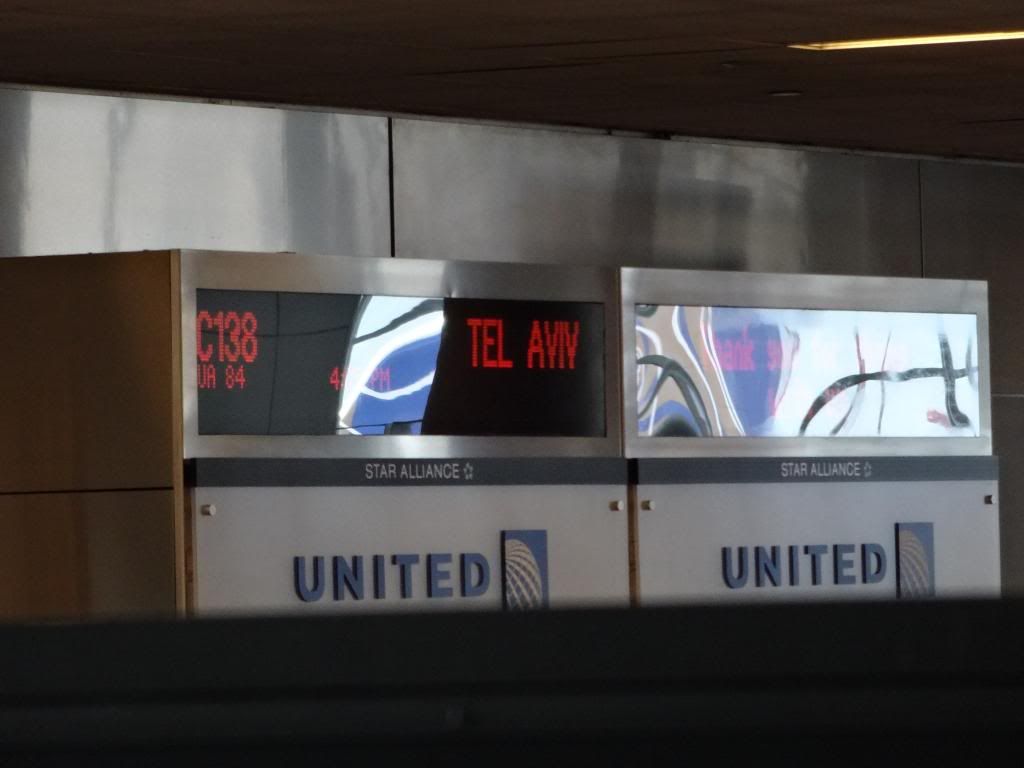 C138
UA 84
TEL AVIV
STAR ALLIANCE
UNITED
STAR ALLIANCE
UNITED